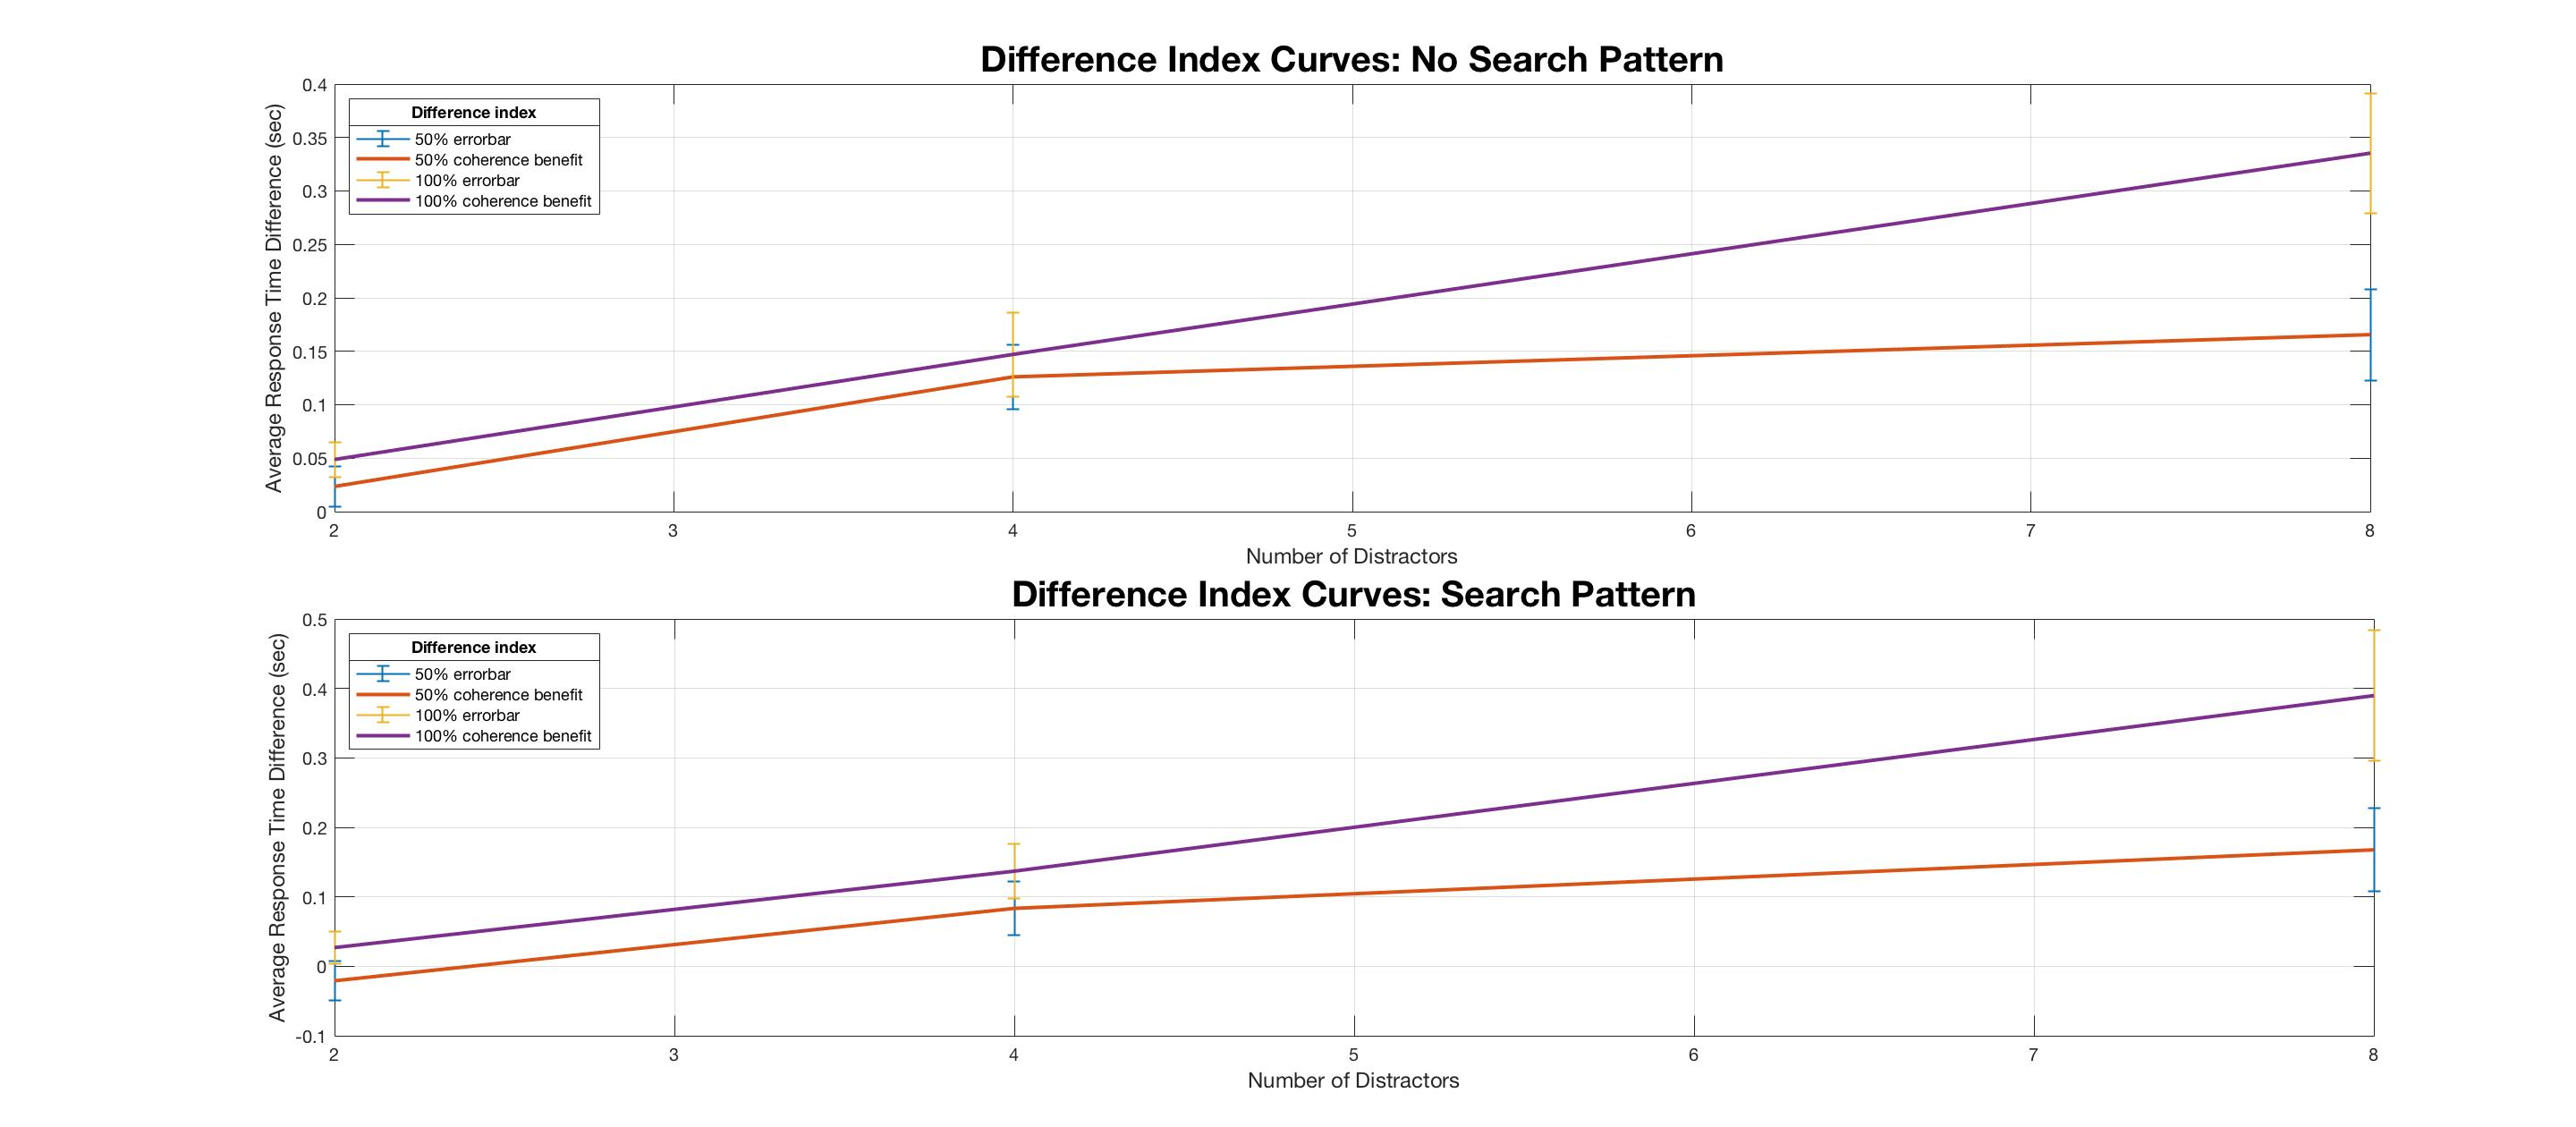 Difference Index Curves: No Search Pattern
Average Response Time Difference (sec)
0.4
0.35
0.3
0.25
0.2
0.15
0.1
0.05
0
Difference index
50% errorbar
50% coherence benefit
100% errorbar
100% coherence benefit
2 3 4 5 6 7 8
Number of Distractors
Difference Index Curves: Search Pattern
Average Response Time Difference (sec)
0.5
0.4
0.3
0.2
0.1
0
-0.1
Difference index
50% errorbar
50% coherence benefit
100% errorbar
100% coherence benefit
2 3 4 5 6 7 8
Number of Distractors